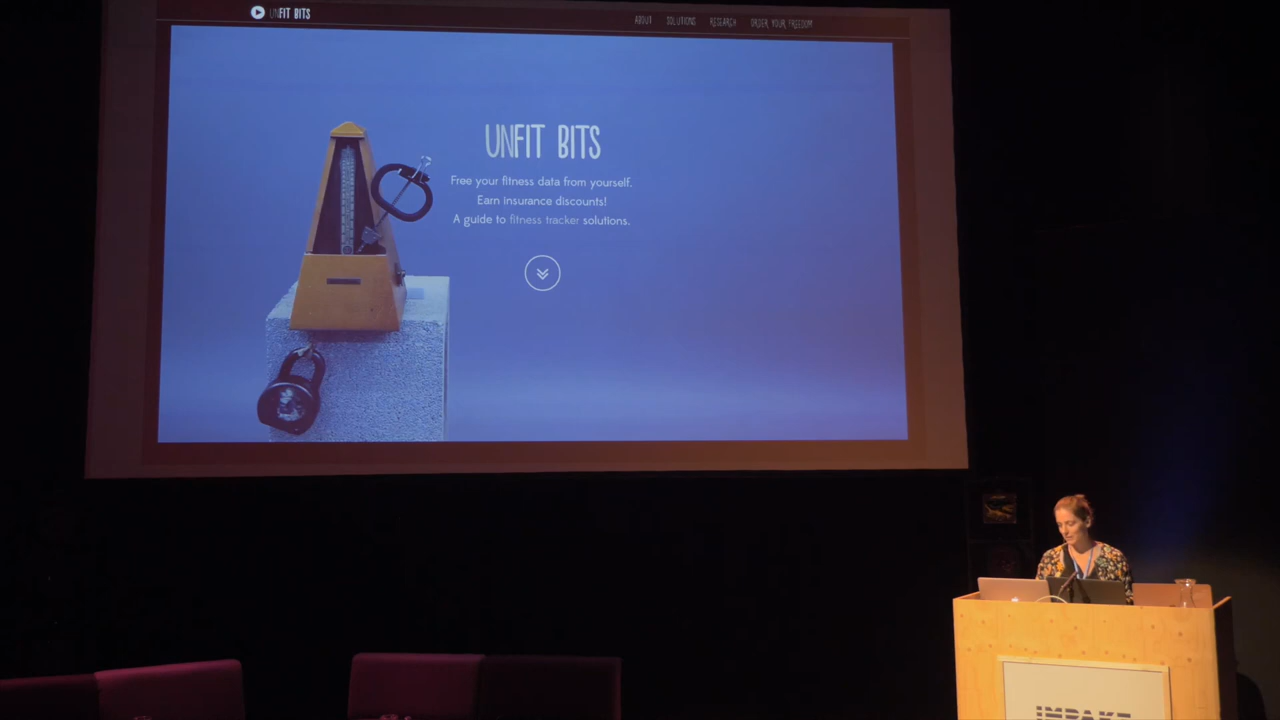 UNFIT BITS
ABOUT SOLUTIONS RESEARCH ORDER YOUR FREEDOM
UNFIT BITS
Free your fitness data from yourself.
Earn insurance discounts!
A guide to fitness tracker solutions.
IMPAKT